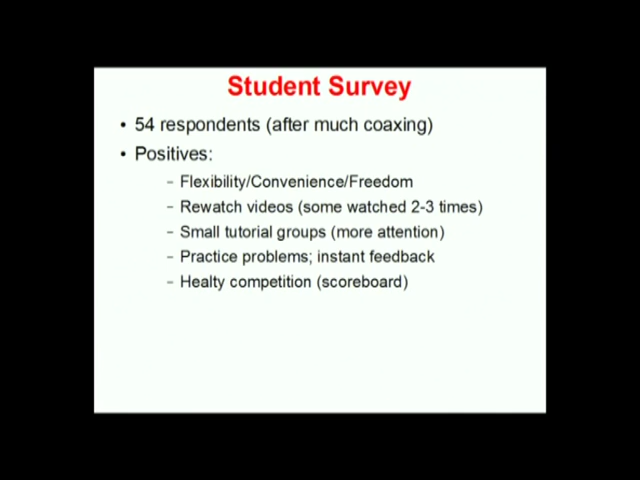 Student Survey
• 54 respondents (after much coaxing)
• Positives:
– Flexibility/Convenience/Freedom
– Rewatch videos (some watched 2-3 times)
– Small tutorial groups (more attention)
– Practice problems; instant feedback
– Healty competition (scoreboard)